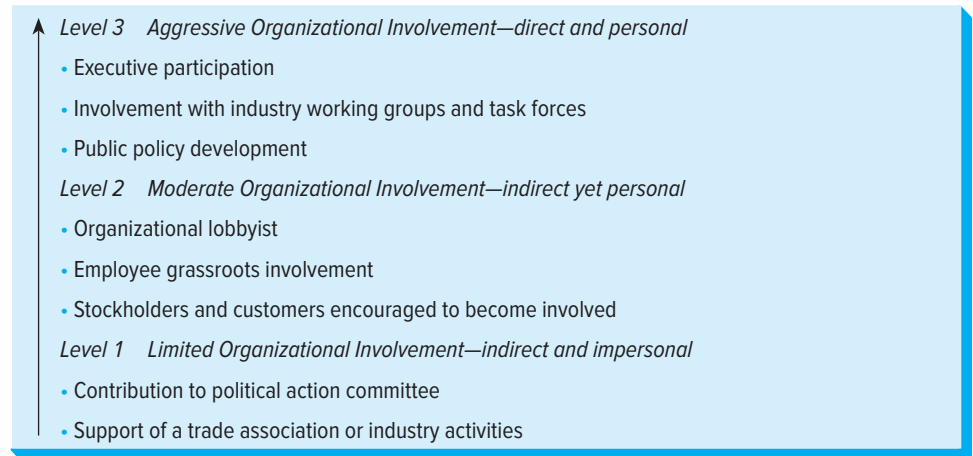 Level 3 Aggressive Organizational Involvement—direct and personal
• Executive participation
• Involvement with industry working groups and task forces
• Public policy development
Level 2 Moderate Organizational Involvement—indirect yet personal
• Organizational lobbyist
• Employee grassroots involvement
• Stockholders and customers encouraged to become involved
Level 1 Limited Organizational Involvement—indirect and impersonal
• Contribution to political action committee
• Support of a trade association or industry activities